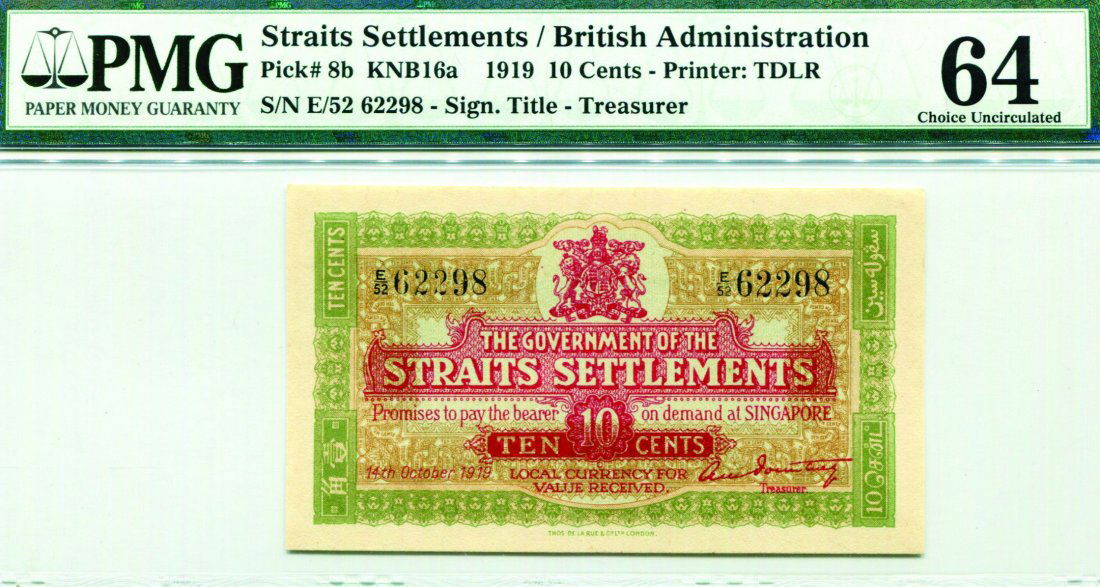 PMG
PAPER MONEY GUARANTY
Straits Settlements / British Administration
Pick# 8b KNB16a 1919 10 Cents - Printer: TDLR
S/N E/52 62298 - Sign. Title - Treasurer
64
Choice Uncirculated
TEN CENTS
E/52 62298
E/52 62298
THE GOVERNMENT OF THE
STRAITS SETTLEMENTS
Promises to pay the bearer on demand at SINGAPORE
TEN 10 CENTS
14th October 1919
LOCAL CURRENCY FOR
VALUE RECEIVED.
Treasurer.
壹角
10 சென்ட்
THOS DE LA RUE & CO LTD LONDON.